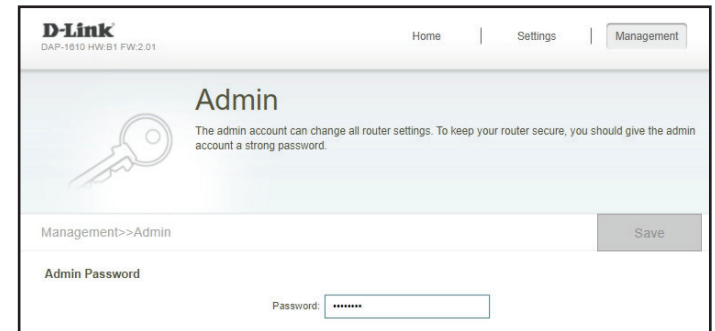 D-Link
DAP-1610 HW:B1 FW:2.01
Home | Settings | Management
Admin
The admin account can change all router settings. To keep your router secure, you should give the admin
account a strong password.
Management>>Admin
Save
Admin Password
Password: ••••••••